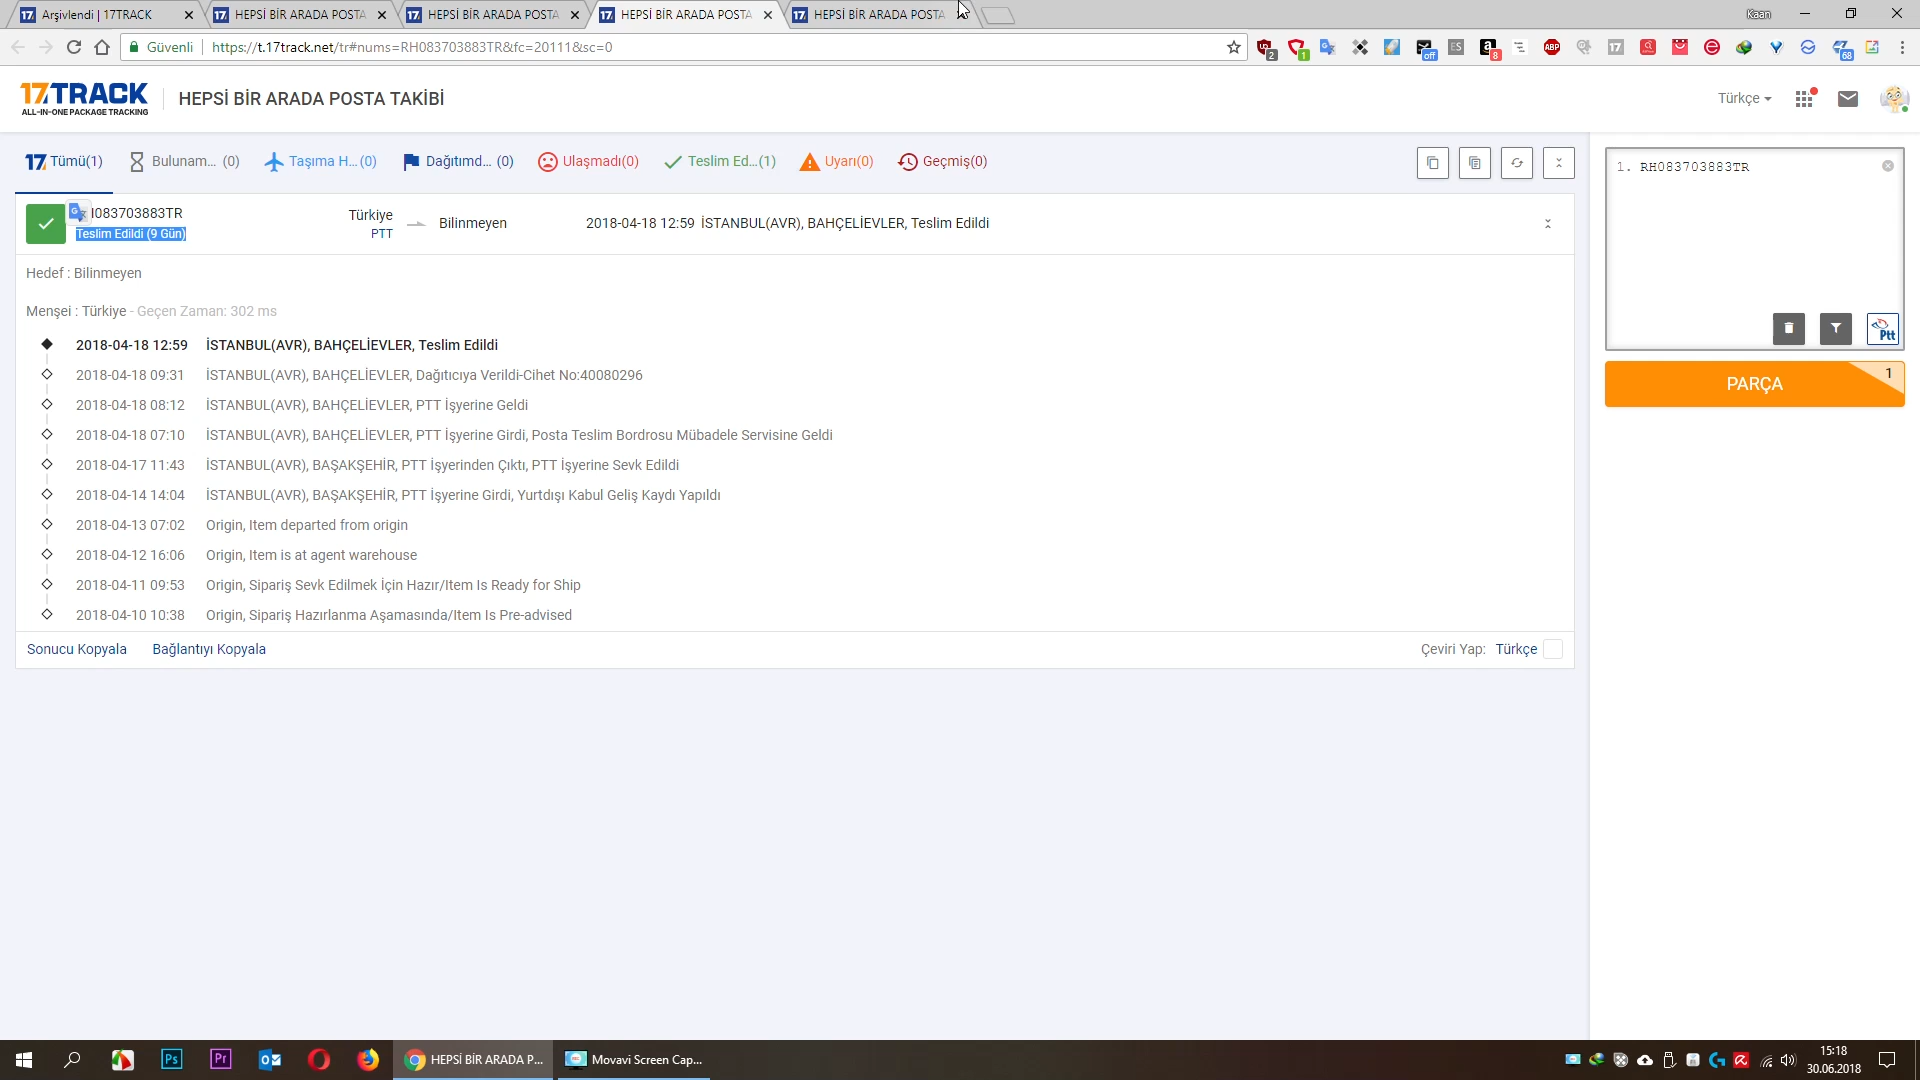 Arşivlendi | 17TRACK
HEPSİ BİR ARADA POSTA
HEPSİ BİR ARADA POSTA
HEPSİ BİR ARADA POSTA
HEPSİ BİR ARADA POSTA
Kaan
Güvenli
https://t.17track.net/tr#nums=RH083703883TR&fc=20111&sc=0
2
1
off
ES
a
8
ABP
17
68
17TRACK
ALL-IN-ONE PACKAGE TRACKING
HEPSİ BİR ARADA POSTA TAKİBİ
Türkçe
Tümü(1)
Bulunam... (0)
Taşıma H...(0)
Dağıtımd... (0)
Ulaşmadı(0)
Teslim Ed...(1)
Uyarı(0)
Geçmiş(0)
083703883TR
Teslim Edildi (9 Gün)
Türkiye
PTT
Bilinmeyen
2018-04-18 12:59 İSTANBUL(AVR), BAHÇELİEVLER, Teslim Edildi
Hedef : Bilinmeyen
Menşei : Türkiye - Geçen Zaman: 302 ms
2018-04-18 12:59 İSTANBUL(AVR), BAHÇELİEVLER, Teslim Edildi
2018-04-18 09:31 İSTANBUL(AVR), BAHÇELİEVLER, Dağıtıcıya Verildi-Cihet No:40080296
2018-04-18 08:12 İSTANBUL(AVR), BAHÇELİEVLER, PTT İşyerine Geldi
2018-04-18 07:10 İSTANBUL(AVR), BAHÇELİEVLER, PTT İşyerine Girdi, Posta Teslim Bordrosu Mübadele Servisine Geldi
2018-04-17 11:43 İSTANBUL(AVR), BAŞAKŞEHİR, PTT İşyerinden Çıktı, PTT İşyerine Sevk Edildi
2018-04-14 14:04 İSTANBUL(AVR), BAŞAKŞEHİR, PTT İşyerine Girdi, Yurtdışı Kabul Geliş Kaydı Yapıldı
2018-04-13 07:02 Origin, Item departed from origin
2018-04-12 16:06 Origin, Item is at agent warehouse
2018-04-11 09:53 Origin, Sipariş Sevk Edilmek İçin Hazır/Item Is Ready for Ship
2018-04-10 10:38 Origin, Sipariş Hazırlanma Aşamasında/Item Is Pre-advised
Sonucu Kopyala
Bağlantıyı Kopyala
Çeviri Yap: Türkçe
1. RH083703883TR
Ptt
PARÇA
1
Ps
Pr
HEPSİ BİR ARADA P...
Movavi Screen Cap...
15:18
30.06.2018